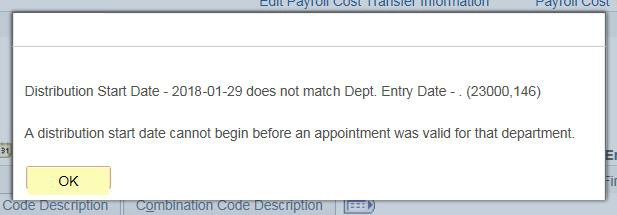 Edit Payroll Cost Transfer Information Payroll Cost
Distribution Start Date - 2018-01-29 does not match Dept. Entry Date - . (23000,146)
A distribution start date cannot begin before an appointment was valid for that department.
31
OK
Code Description Combination Code Description